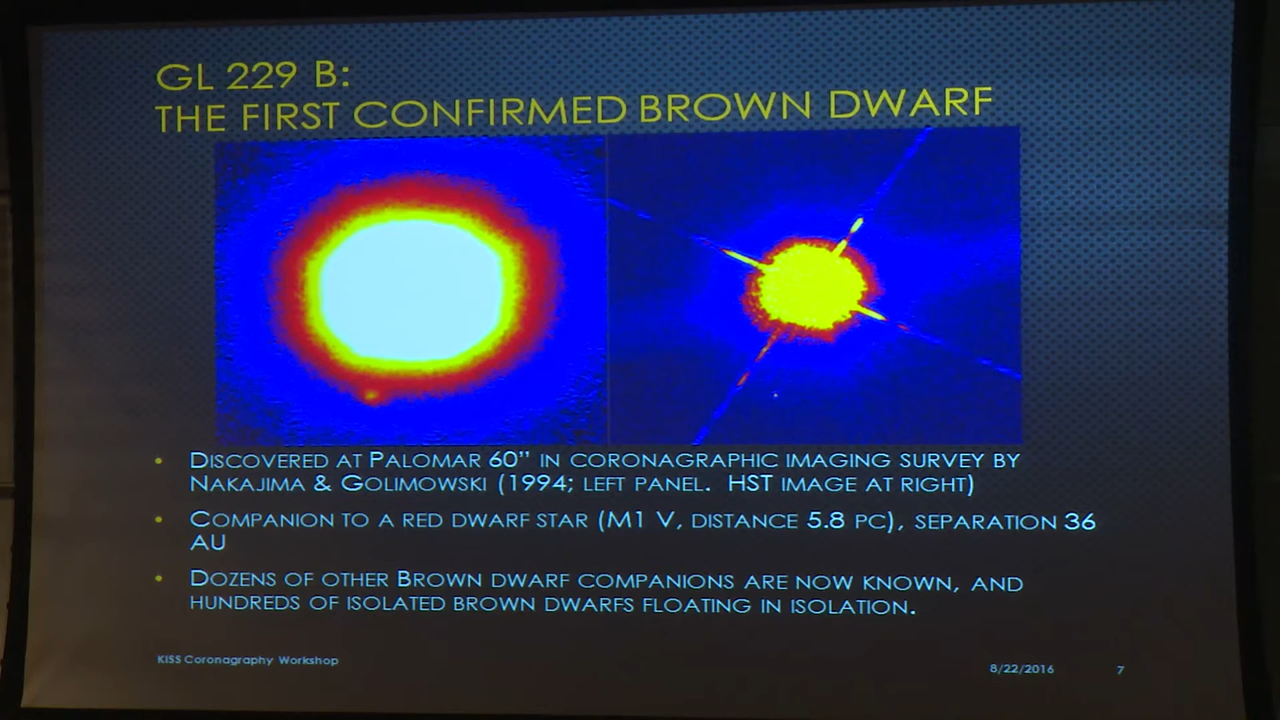 GL 229 B:
THE FIRST CONFIRMED BROWN DWARF
• DISCOVERED AT PALOMAR 60” IN CORONAGRAPHIC IMAGING SURVEY BY
NAKAJIMA & GOLIMOWSKI (1994; LEFT PANEL. HST IMAGE AT RIGHT)
• COMPANION TO A RED DWARF STAR (M1 V, DISTANCE 5.8 PC), SEPARATION 36
AU
• DOZENS OF OTHER BROWN DWARF COMPANIONS ARE NOW KNOWN, AND
HUNDREDS OF ISOLATED BROWN DWARFS FLOATING IN ISOLATION.
KISS Coronagraphy Workshop
8/22/2016
7